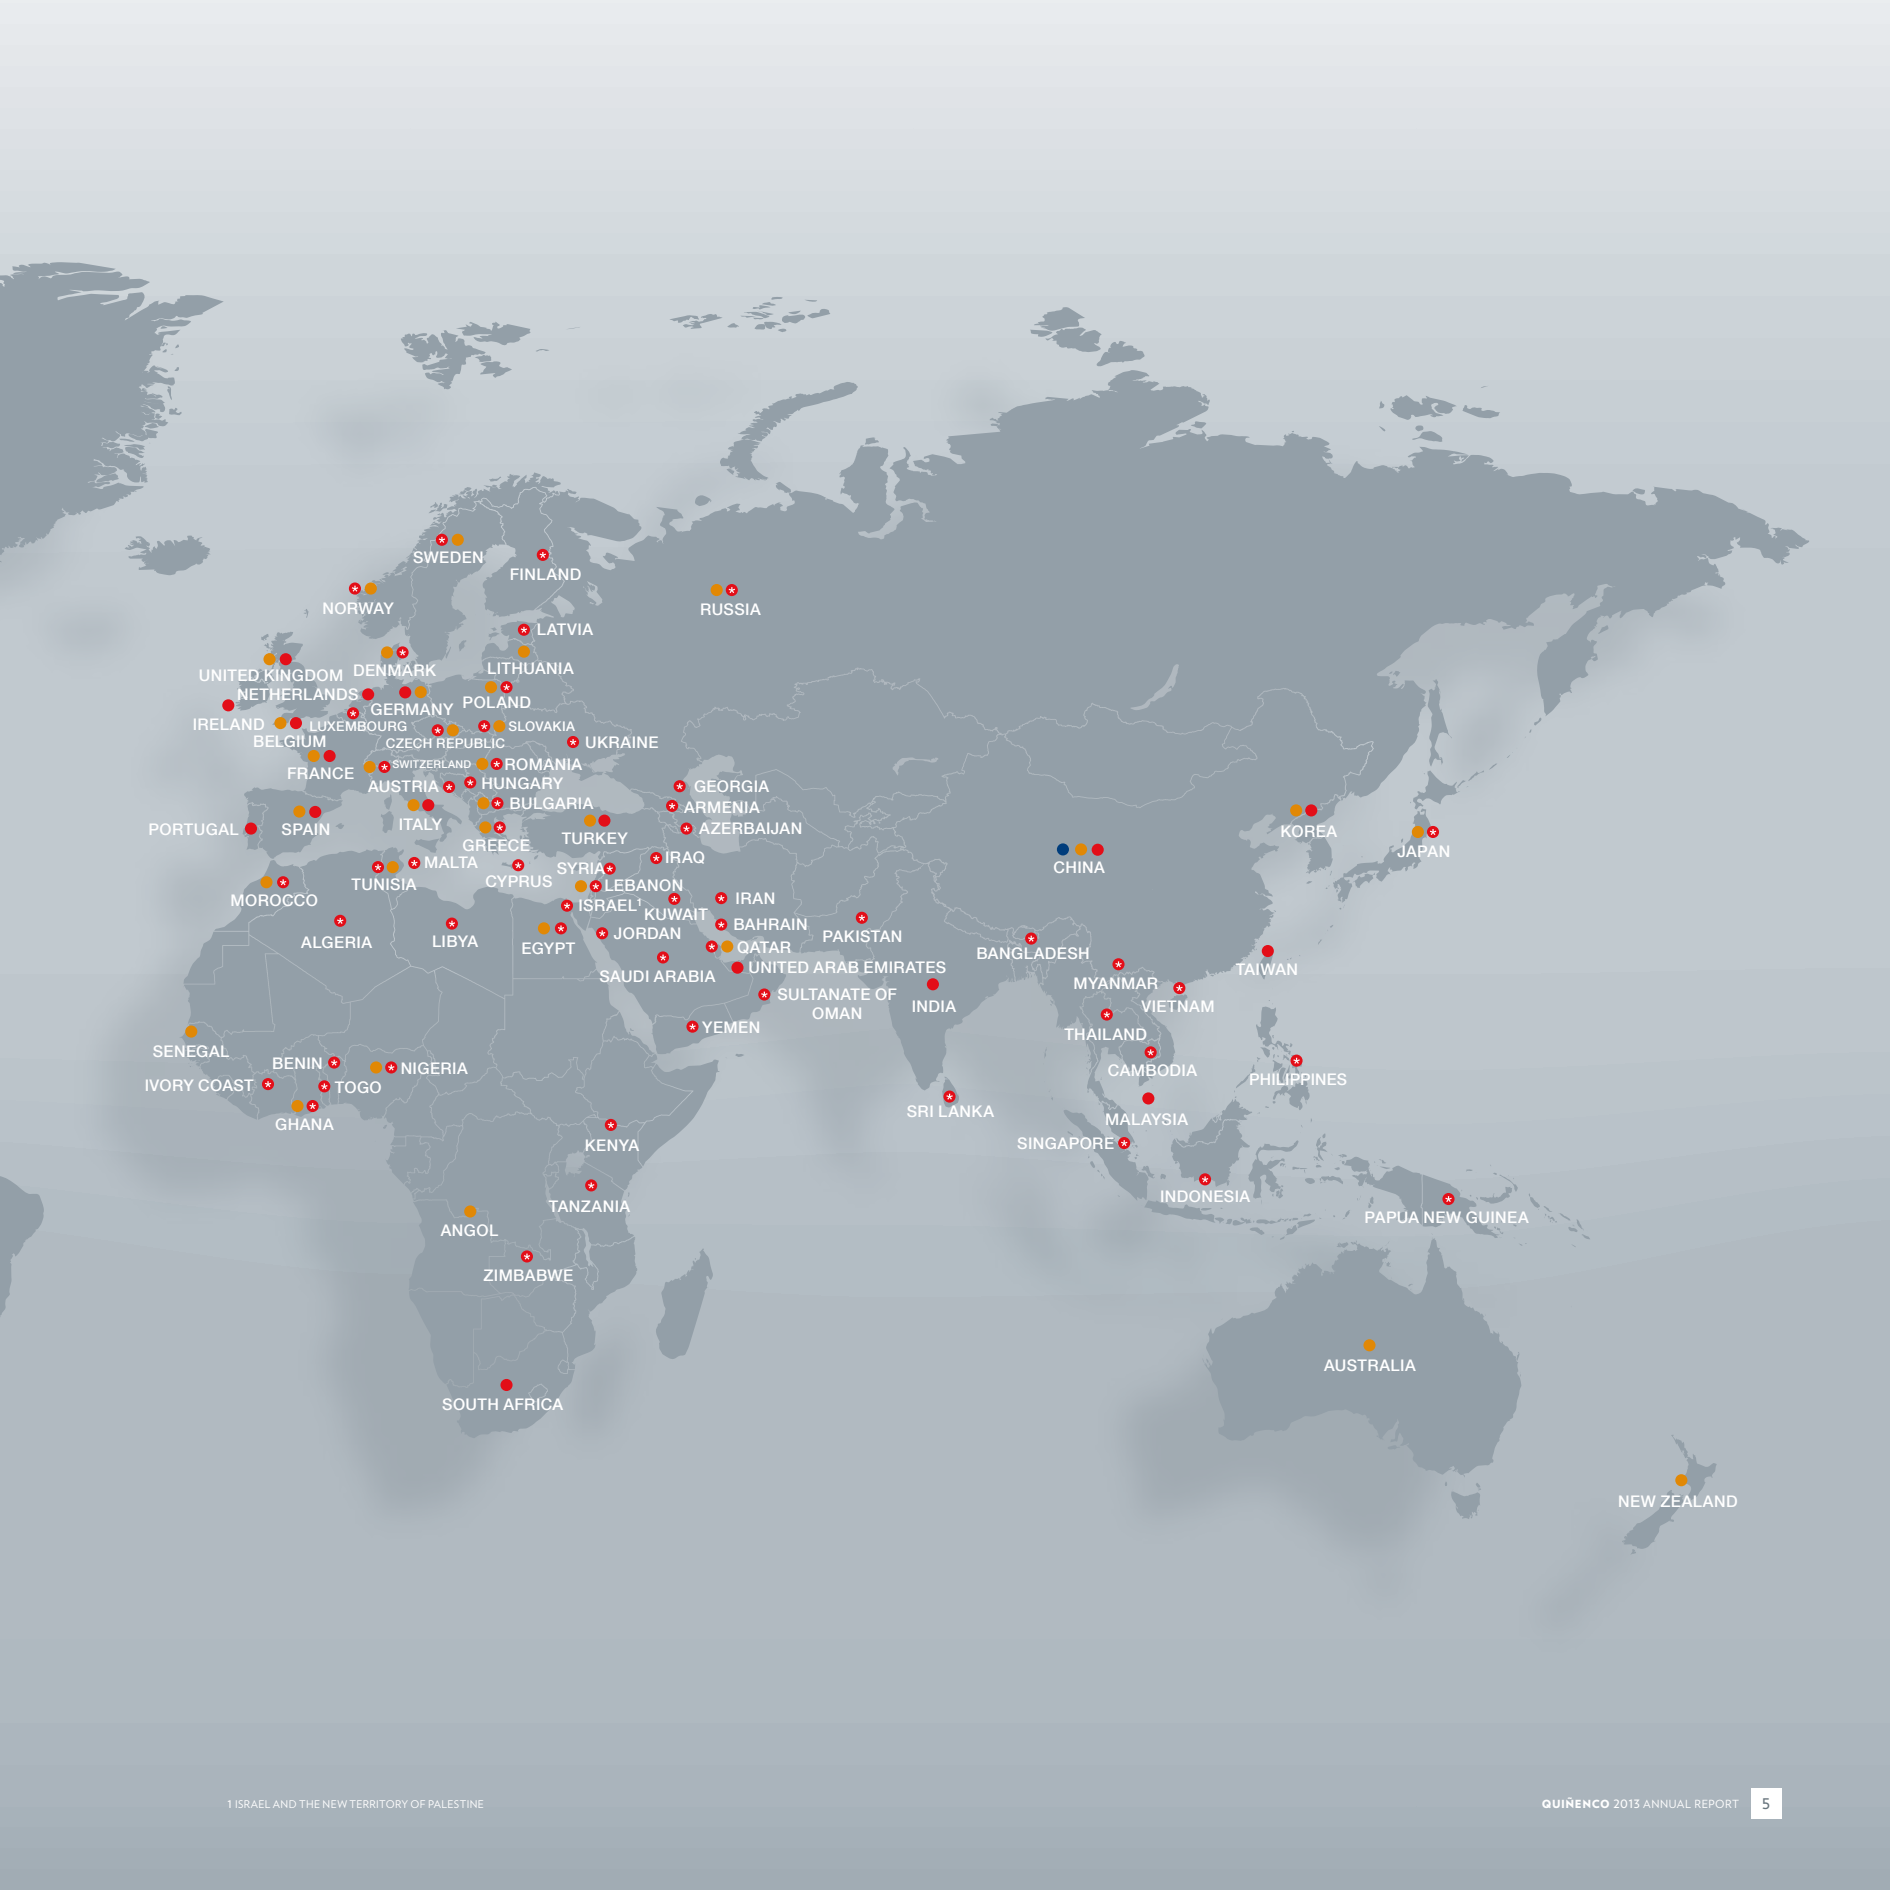 SWEDEN
FINLAND
NORWAY
RUSSIA
LATVIA
UNITED KINGDOM
DENMARK
LITHUANIA
NETHERLANDS
GERMANY
POLAND
IRELAND
LUXEMBOURG
SLOVAKIA
BELGIUM
CZECH REPUBLIC
UKRAINE
FRANCE
SWITZERLAND
ROMANIA
AUSTRIA
HUNGARY
GEORGIA
BULGARIA
ARMENIA
PORTUGAL
SPAIN
ITALY
GREECE
TURKEY
AZERBAIJAN
KOREA
JAPAN
MALTA
SYRIA
IRAQ
CHINA
TUNISIA
CYPRUS
LEBANON
MOROCCO
ISRAEL¹
KUWAIT
IRAN
ALGERIA
LIBYA
EGYPT
JORDAN
BAHRAIN
PAKISTAN
QATAR
BANGLADESH
SAUDI ARABIA
UNITED ARAB EMIRATES
TAIWAN
MYANMAR
SULTANATE OF
OMAN
INDIA
VIETNAM
YEMEN
THAILAND
SENEGAL
BENIN
NIGERIA
CAMBODIA
PHILIPPINES
IVORY COAST
TOGO
GHANA
SRI LANKA
MALAYSIA
KENYA
SINGAPORE
TANZANIA
INDONESIA
PAPUA NEW GUINEA
ANGOL
ZIMBABWE
AUSTRALIA
SOUTH AFRICA
NEW ZEALAND
1 ISRAEL AND THE NEW TERRITORY OF PALESTINE
QUIÑENCO 2013 ANNUAL REPORT 5